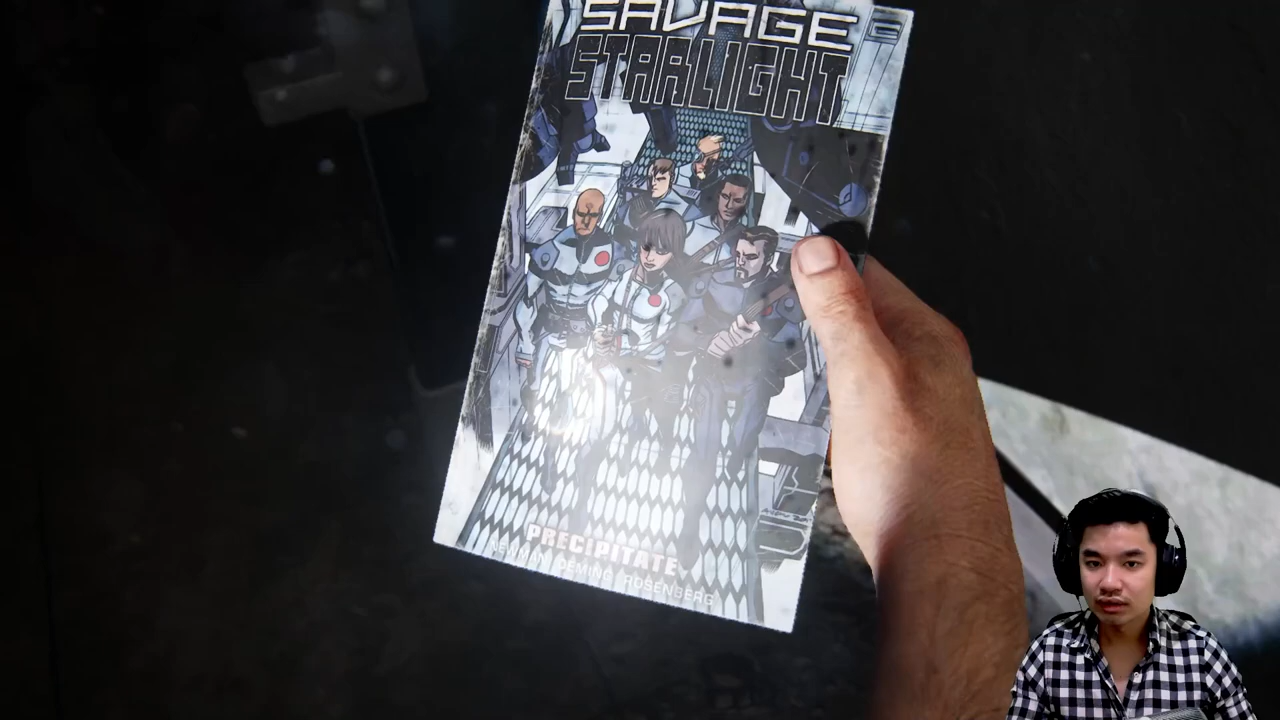 SAVAGE
STARLIGHT
PRECIPITATE
NEWMAN DEMING ROSENBERG